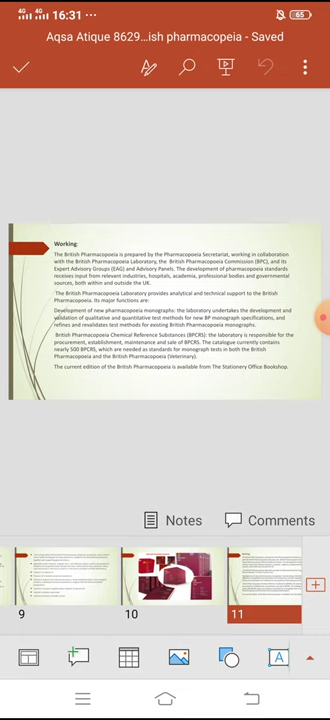 16:31 ...
65
Aqsa Atique 8629...ish pharmacopeia - Saved
Working:
The British Pharmacopoeia is prepared by the Pharmacopoeia Secretariat, working in collaboration
with the British Pharmacopoeia Laboratory, the British Pharmacopoeia Commission (BPC), and its
Expert Advisory Groups (EAG) and Advisory Panels. The development of pharmacopoeia standards
receives input from relevant industries, hospitals, academia, professional bodies and governmental
sources, both within and outside the UK.
The British Pharmacopoeia Laboratory provides analytical and technical support to the British
Pharmacopoeia. Its major functions are:
Development of new pharmacopoeia monographs: the laboratory undertakes the development and
validation of qualitative and quantitative test methods for new BP monograph specifications, and
refines and revalidates test methods for existing British Pharmacopoeia monographs.
British Pharmacopoeia Chemical Reference Substances (BPCRS): the laboratory is responsible for the
procurement, establishment, maintenance and sale of BPCRS. The catalogue currently contains
nearly 500 BPCRS, which are needed as standards for monograph tests in both the British
Pharmacopoeia and the British Pharmacopoeia (Veterinary).
The current edition of the British Pharmacopoeia is available from The Stationery Office Bookshop.
Notes
Comments
9
10
11